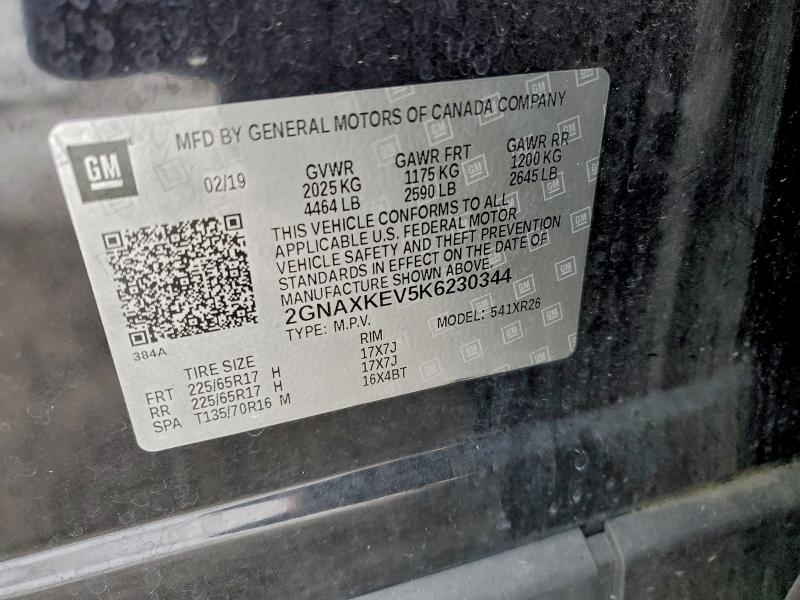 MFD BY GENERAL MOTORS OF CANADA COMPANY
GM
02/19
GVWR GAWR FRT GAWR RR
2025 KG 1175 KG 1200 KG
4464 LB 2590 LB 2645 LB
THIS VEHICLE CONFORMS TO ALL
APPLICABLE U.S. FEDERAL MOTOR
VEHICLE SAFETY AND THEFT PREVENTION
STANDARDS IN EFFECT ON THE DATE OF
MANUFACTURE SHOWN ABOVE.
2GNAXKEV5K6230344
TYPE: M.P.V. MODEL: 541XR26
384A
TIRE SIZE RIM
FRT 225/65R17 H 17X7J
RR 225/65R17 H 17X7J
SPA T135/70R16 M 16X4BT